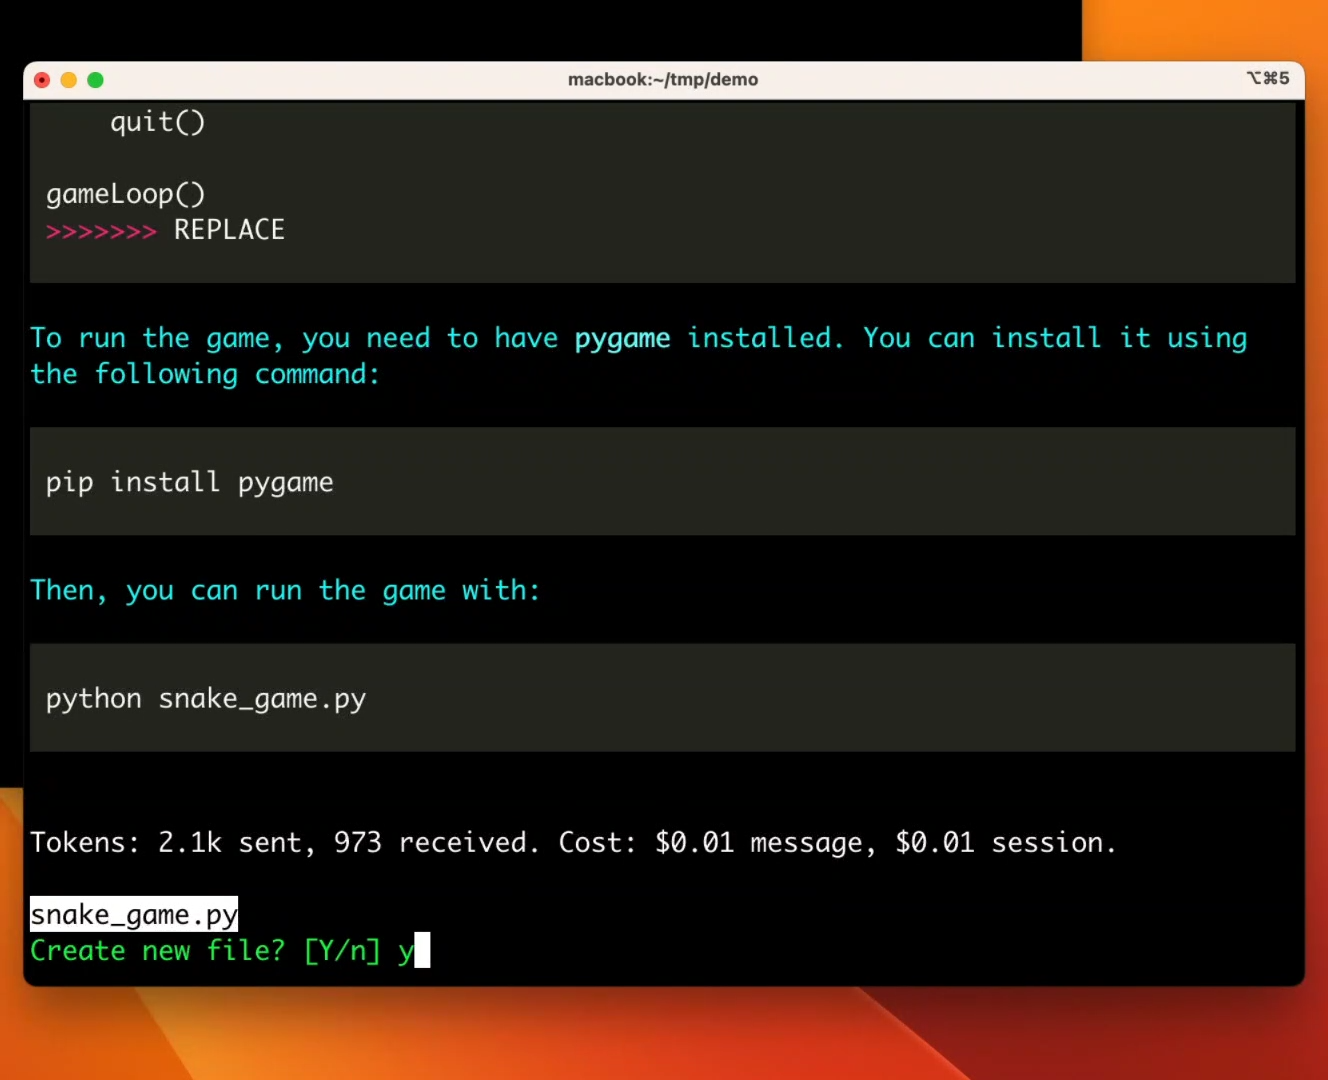 macbook:~/tmp/demo
⌥⌘5
quit()
gameLoop()
>>>>>>> REPLACE
To run the game, you need to have pygame installed. You can install it using
the following command:
pip install pygame
Then, you can run the game with:
python snake_game.py
Tokens: 2.1k sent, 973 received. Cost: $0.01 message, $0.01 session.
snake_game.py
Create new file? [Y/n] y